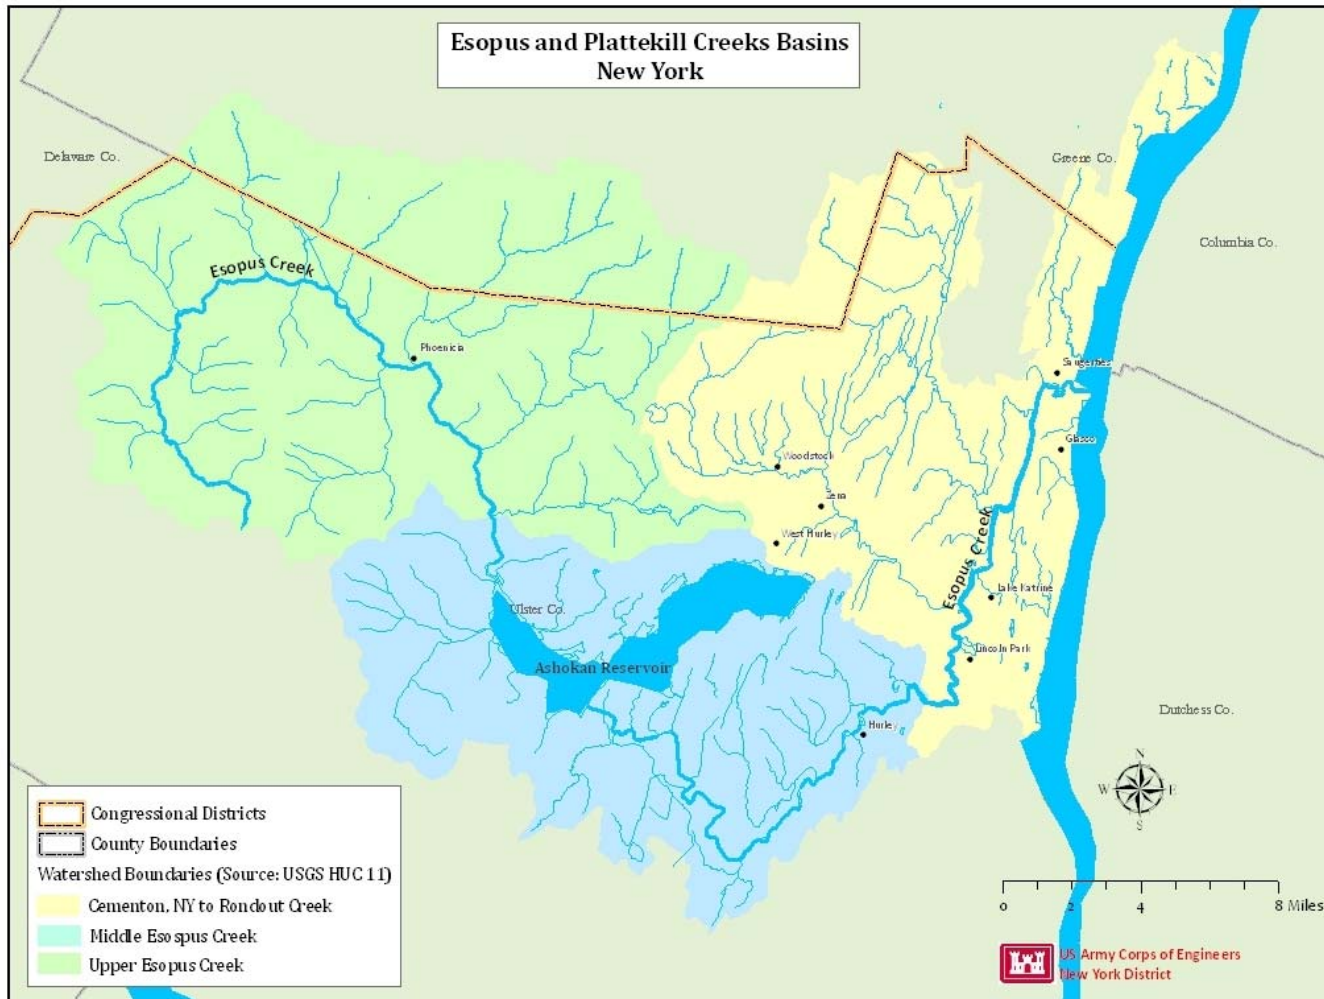 Esopus and Plattekill Creeks Basins
New York
Delaware Co.
Greene Co.
Columbia Co.
Esopus Creek
Phoenicia
Saugerties
Glasco
Woodstock
Zena
West Hurley
Esopus Creek
Lake Katrine
Ulster Co.
Lincoln Park
Ashokan Reservoir
Dutchess Co.
Hurley
N
W E
S
Congressional Districts
County Boundaries
Watershed Boundaries (Source: USGS HUC 11)
Cementon, NY to Rondout Creek
Middle Esospus Creek
Upper Esopus Creek
0 2 4 8 Miles
US Army Corps of Engineers
New York District